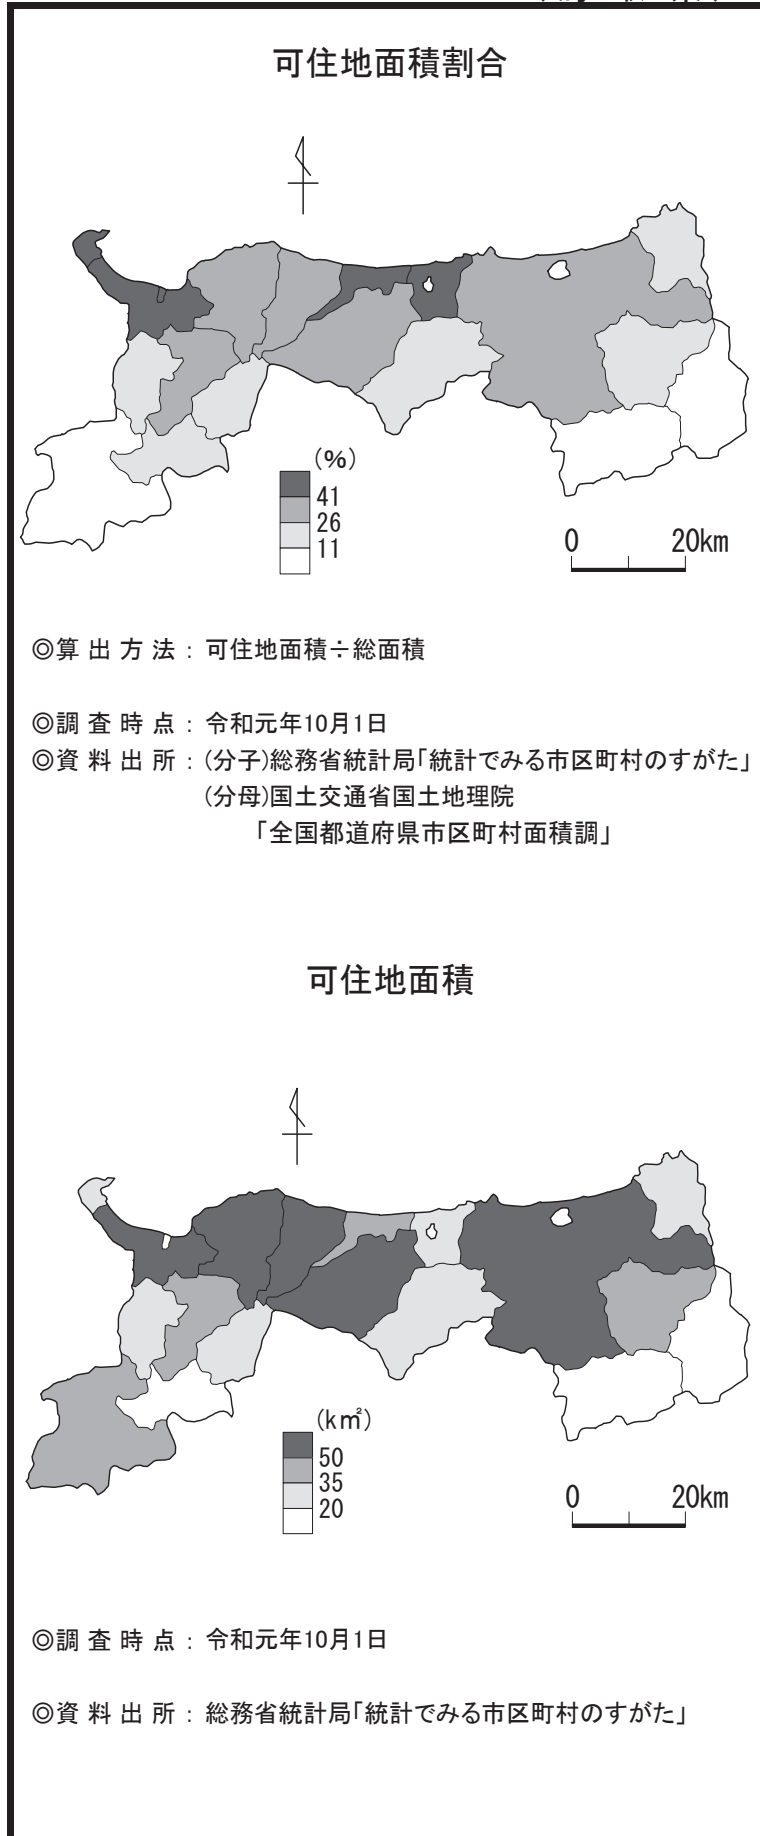 可住地面積割合
(%)
41
26
11
0 20km
◎算出方法：可住地面積÷総面積
◎調査時点：令和元年10月1日
◎資料出所：(分子)総務省統計局「統計でみる市区町村のすがた」
(分母)国土交通省国土地理院
「全国都道府県市区町村面積調」
可住地面積
(km²)
50
35
20
0 20km
◎調査時点：令和元年10月1日
◎資料出所：総務省統計局「統計でみる市区町村のすがた」